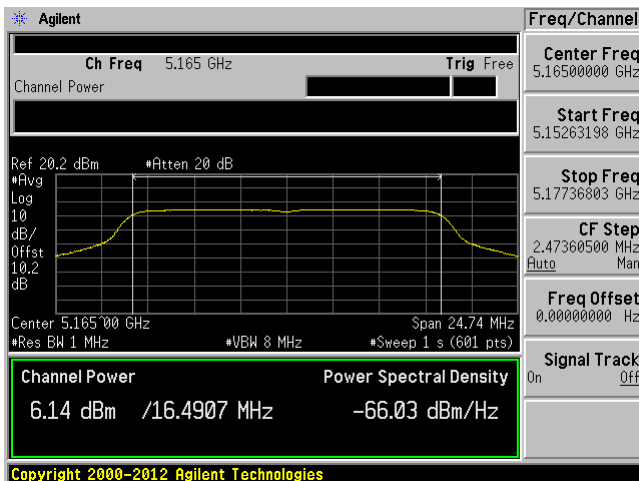 Agilent
Freq/Channel
Ch Freq 5.165 GHz Trig Free
Channel Power
Center Freq
5.16500000 GHz
Start Freq
5.15263198 GHz
Stop Freq
5.17736803 GHz
CF Step
2.47360500 MHz
Auto Man
Freq Offset
0.00000000 Hz
Signal Track
On Off
Ref 20.2 dBm #Atten 20 dB
#Avg
Log
10
dB/
Offst
10.2
dB
Center 5.165^00 GHz Span 24.74 MHz
#Res BW 1 MHz #VBW 8 MHz #Sweep 1 s (601 pts)
Channel Power Power Spectral Density
6.14 dBm /16.4907 MHz -66.03 dBm/Hz
Copyright 2000-2012 Agilent Technologies